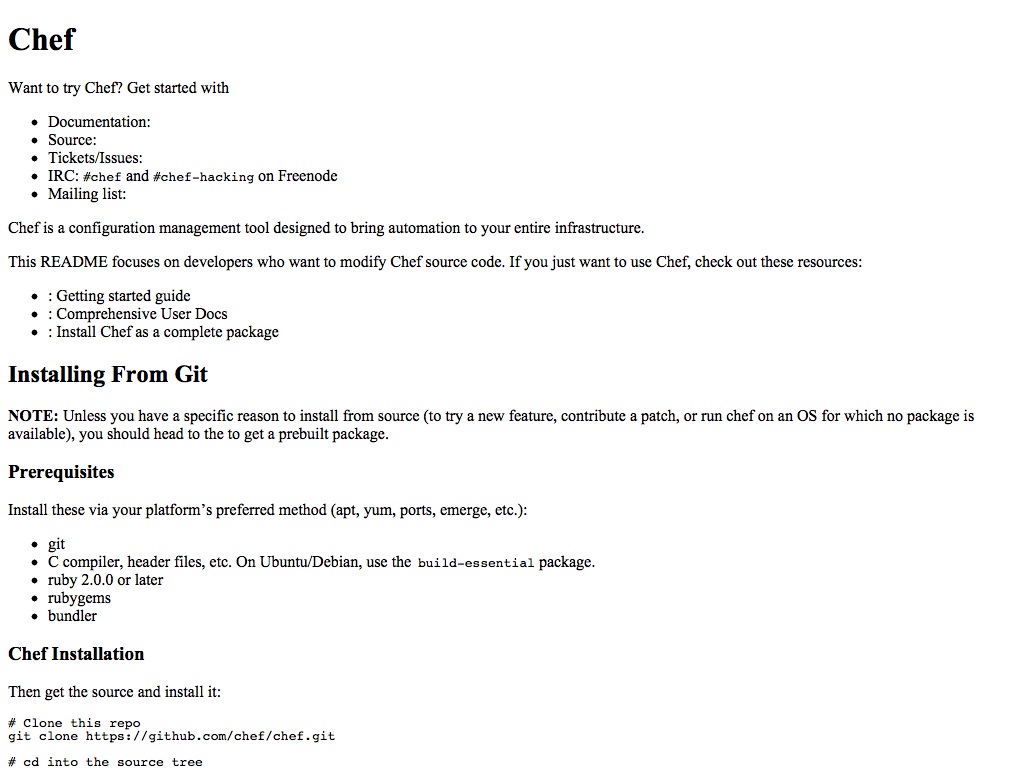 Chef
Want to try Chef? Get started with
• Documentation:
• Source:
• Tickets/Issues:
• IRC: #chef and #chef-hacking on Freenode
• Mailing list:
Chef is a configuration management tool designed to bring automation to your entire infrastructure.
This README focuses on developers who want to modify Chef source code. If you just want to use Chef, check out these resources:
• : Getting started guide
• : Comprehensive User Docs
• : Install Chef as a complete package
Installing From Git
NOTE: Unless you have a specific reason to install from source (to try a new feature, contribute a patch, or run chef on an OS for which no package is
available), you should head to the to get a prebuilt package.
Prerequisites
Install these via your platform’s preferred method (apt, yum, ports, emerge, etc.):
• git
• C compiler, header files, etc. On Ubuntu/Debian, use the build-essential package.
• ruby 2.0.0 or later
• rubygems
• bundler
Chef Installation
Then get the source and install it:
# Clone this repo
git clone https://github.com/chef/chef.git
# cd into the source tree